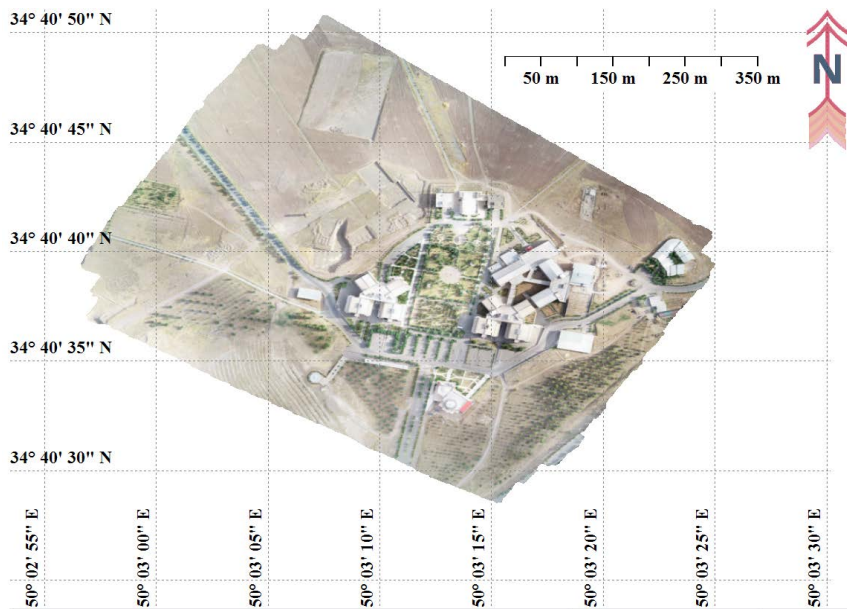 34° 40' 50" N
N
50 m 150 m 250 m 350 m
34° 40' 45" N
34° 40' 40" N
34° 40' 35" N
34° 40' 30" N
50° 02' 55" E
50° 03' 00" E
50° 03' 05" E
50° 03' 10" E
50° 03' 15" E
50° 03' 20" E
50° 03' 25" E
50° 03' 30" E